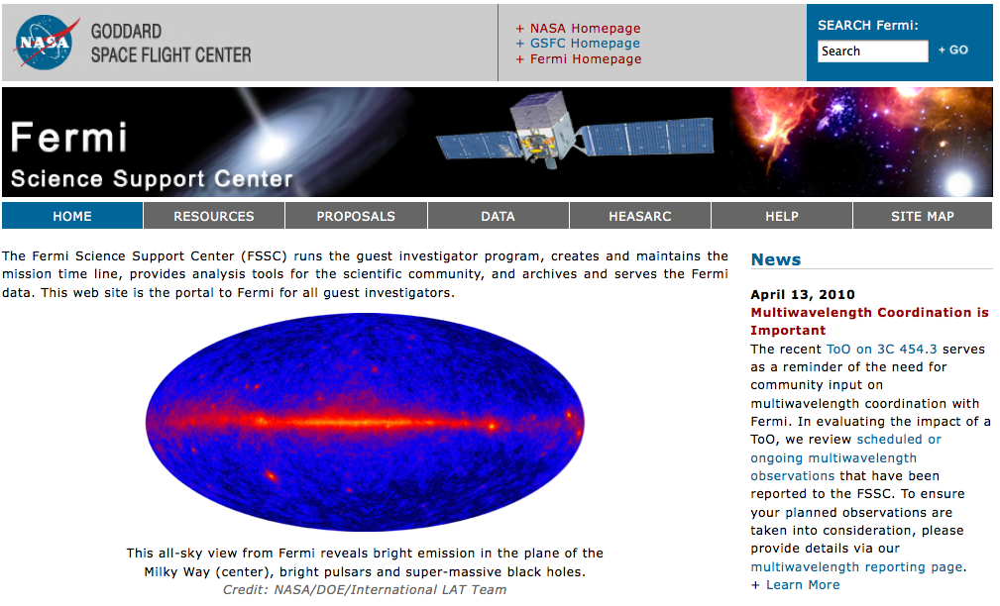 NASA
GODDARD
SPACE FLIGHT CENTER
+ NASA Homepage
+ GSFC Homepage
+ Fermi Homepage
SEARCH Fermi:
Search
+ GO
Fermi
Science Support Center
HOME
RESOURCES
PROPOSALS
DATA
HEASARC
HELP
SITE MAP
The Fermi Science Support Center (FSSC) runs the guest investigator program, creates and maintains the
mission time line, provides analysis tools for the scientific community, and archives and serves the Fermi
data. This web site is the portal to Fermi for all guest investigators.
This all-sky view from Fermi reveals bright emission in the plane of the
Milky Way (center), bright pulsars and super-massive black holes.
Credit: NASA/DOE/International LAT Team
News
April 13, 2010
Multiwavelength Coordination is
Important
The recent ToO on 3C 454.3 serves
as a reminder of the need for
community input on
multiwavelength coordination with
Fermi. In evaluating the impact of a
ToO, we review scheduled or
ongoing multiwavelength
observations that have been
reported to the FSSC. To ensure
your planned observations are
taken into consideration, please
provide details via our
multiwavelength reporting page.
+ Learn More